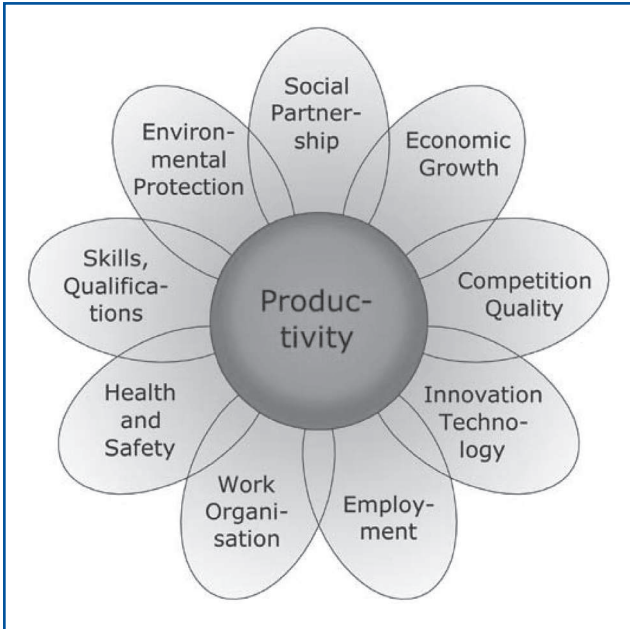 Social
Partner-
ship
Economic
Growth
Competition
Quality
Innovation
Techno-
logy
Employ-
ment
Work
Organi-
sation
Health
and
Safety
Skills,
Qualifica-
tions
Environ-
mental
Protection
Produc-
tivity